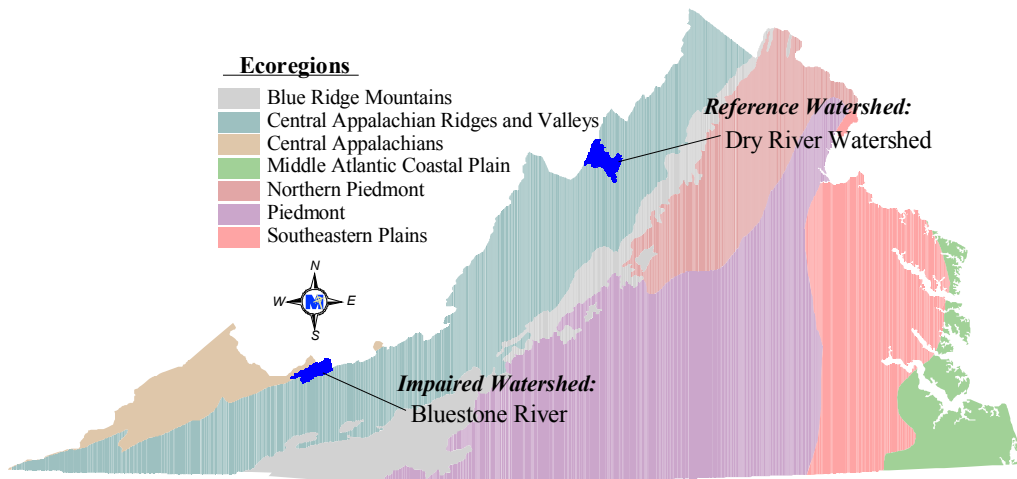 Ecoregions
Blue Ridge Mountains
Central Appalachian Ridges and Valleys
Central Appalachians
Middle Atlantic Coastal Plain
Northern Piedmont
Piedmont
Southeastern Plains
Reference Watershed:
Dry River Watershed
N
W M E
S
Impaired Watershed:
Bluestone River